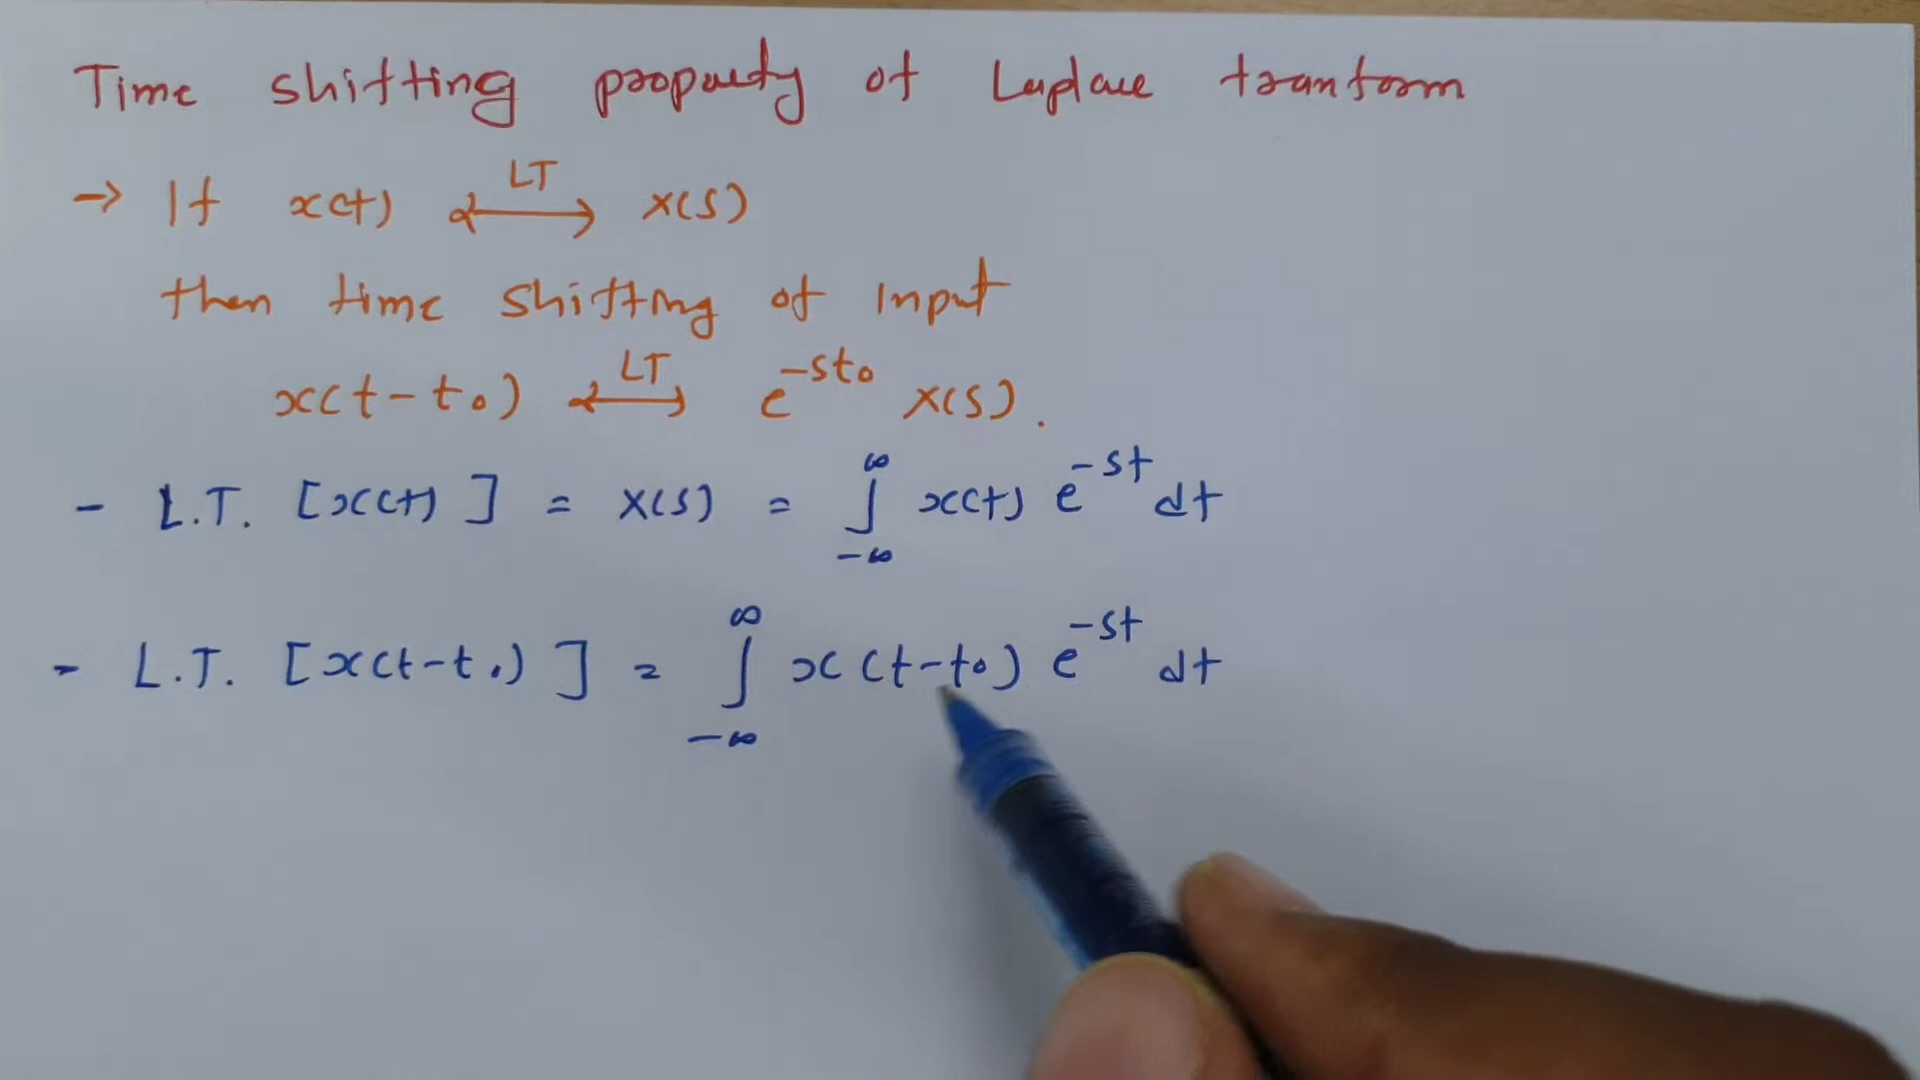 Time shifting property of Laplace tranform
→ If x(t) ⟷ᴸᵀ X(s)
then time shifting of input
x(t-t₀) ⟷ᴸᵀ e^{-st₀} X(s).
- L.T. [x(t)] = X(s) = ∫_{-∞}^{∞} x(t) e^{-st} dt
- L.T. [x(t-t₀)] = ∫_{-∞}^{∞} x(t-t₀) e^{-st} dt